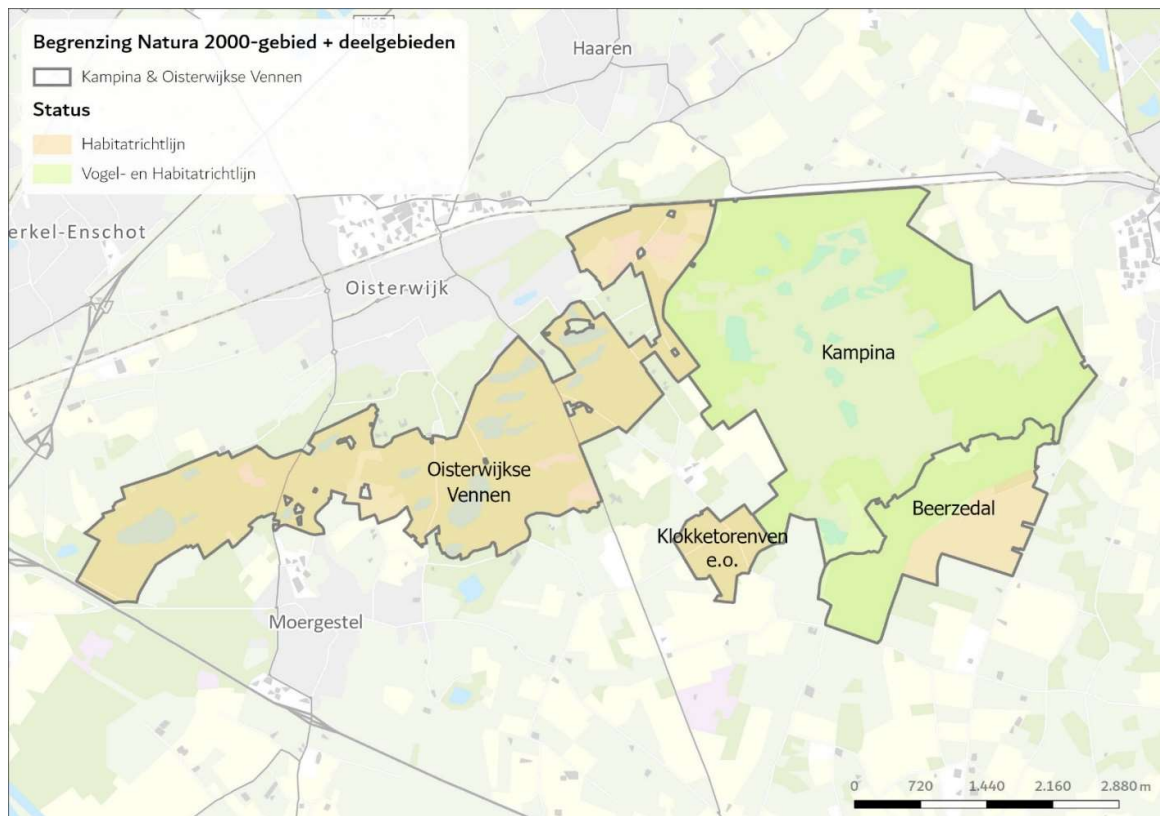 Begrenzing Natura 2000-gebied + deelgebieden
Kampina & Oisterwijkse Vennen
Status
Habitatrichtlijn
Vogel- en Habitatrichtlijn
N65
Haaren
erkel-Enschot
Oisterwijk
Kampina
Oisterwijkse
Vennen
Beerzedal
Klokketorenven
e.o.
Moergestel
0 720 1.440 2.160 2.880 m